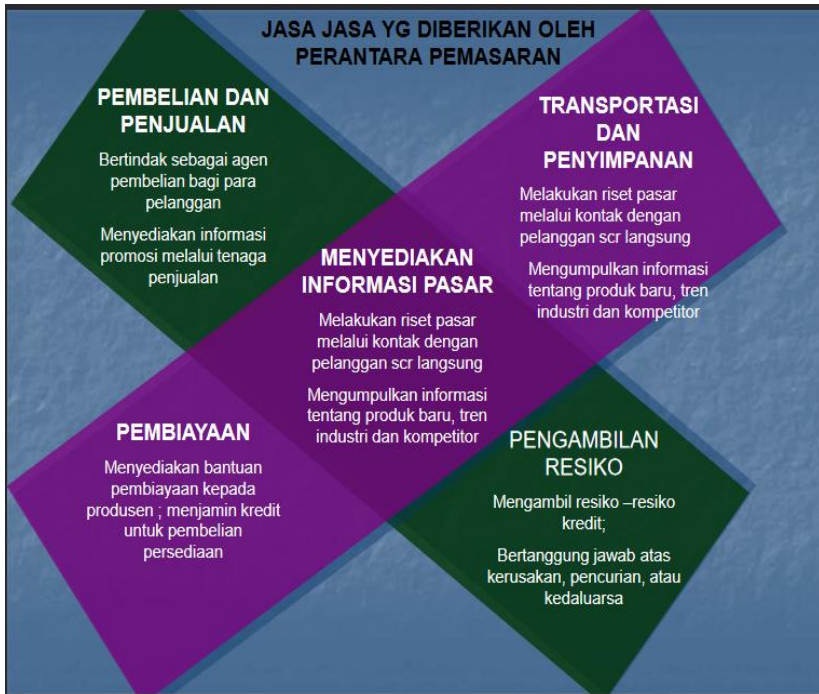 JASA JASA YG DIBERIKAN OLEH
PERANTARA PEMASARAN
PEMBELIAN DAN
PENJUALAN
Bertindak sebagai agen
pembelian bagi para
pelanggan
Menyediakan informasi
promosi melalui tenaga
penjualan
TRANSPORTASI
DAN
PENYIMPANAN
Melakukan riset pasar
melalui kontak dengan
pelanggan scr langsung
Mengumpulkan informasi
tentang produk baru, tren
industri dan kompetitor
MENYEDIAKAN
INFORMASI PASAR
Melakukan riset pasar
melalui kontak dengan
pelanggan scr langsung
Mengumpulkan informasi
tentang produk baru, tren
industri dan kompetitor
PEMBIAYAAN
Menyediakan bantuan
pembiayaan kepada
produsen ; menjamin kredit
untuk pembelian
persediaan
PENGAMBILAN
RESIKO
Mengambil resiko –resiko
kredit;
Bertanggung jawab atas
kerusakan, pencurian, atau
kedaluarsa